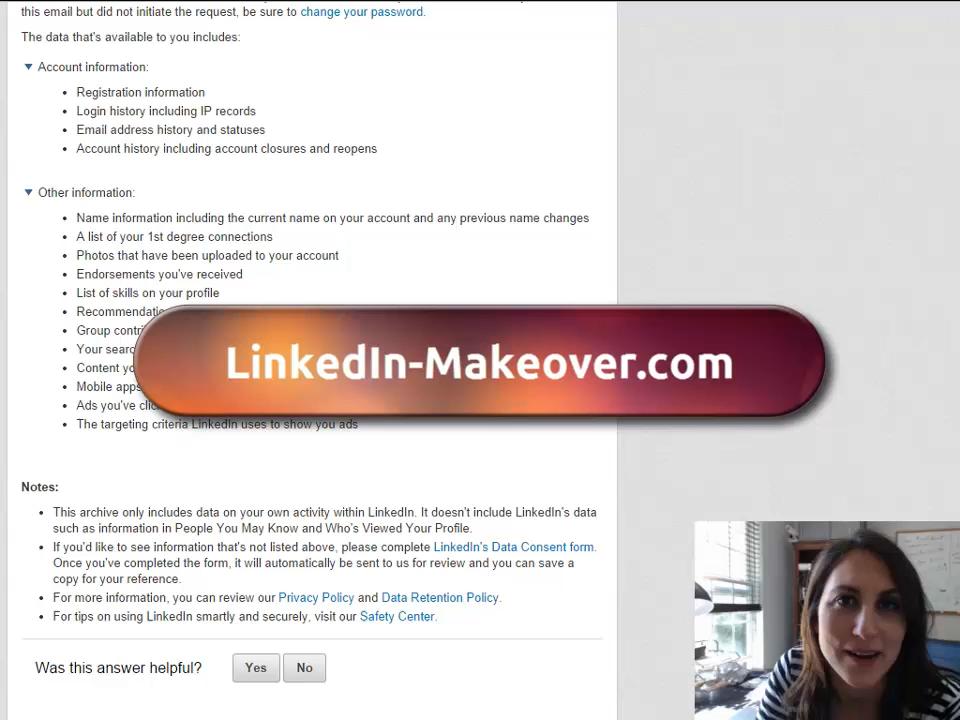 this email but did not initiate the request, be sure to change your password.
The data that's available to you includes:
Account information:
Registration information
Login history including IP records
Email address history and statuses
Account history including account closures and reopens
Other information:
Name information including the current name on your account and any previous name changes
A list of your 1st degree connections
Photos that have been uploaded to your account
Endorsements you've received
List of skills on your profile
Group
Your
LinkedIn-Makeover.com
Content
Mobile apps
Ads you've
The targeting criteria LinkedIn uses to show you ads
Notes:
This archive only includes data on your own activity within LinkedIn. It doesn't include LinkedIn's data
such as information in People You May Know and Who's Viewed Your Profile.
If you'd like to see information that's not listed above, please complete LinkedIn's Data Consent form.
Once you've completed the form, it will automatically be sent to us for review and you can save a
copy for your reference.
For more information, you can review our Privacy Policy and Data Retention Policy.
For tips on using LinkedIn smartly and securely, visit our Safety Center.
Was this answer helpful? Yes No